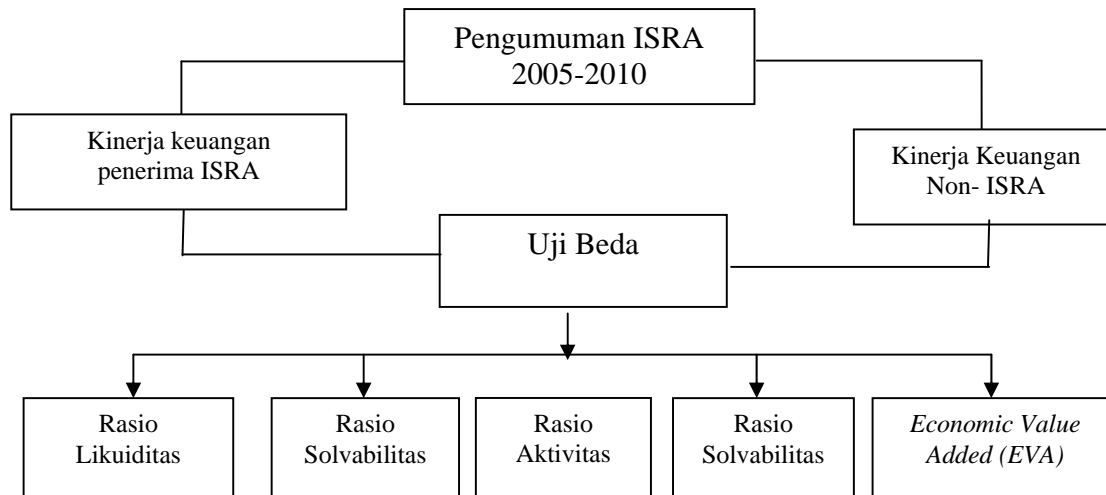 Pengumuman ISRA
2005-2010
Kinerja keuangan
penerima ISRA
Kinerja Keuangan
Non- ISRA
Uji Beda
Rasio
Likuiditas
Rasio
Solvabilitas
Rasio
Aktivitas
Rasio
Solvabilitas
Economic Value
Added (EVA)